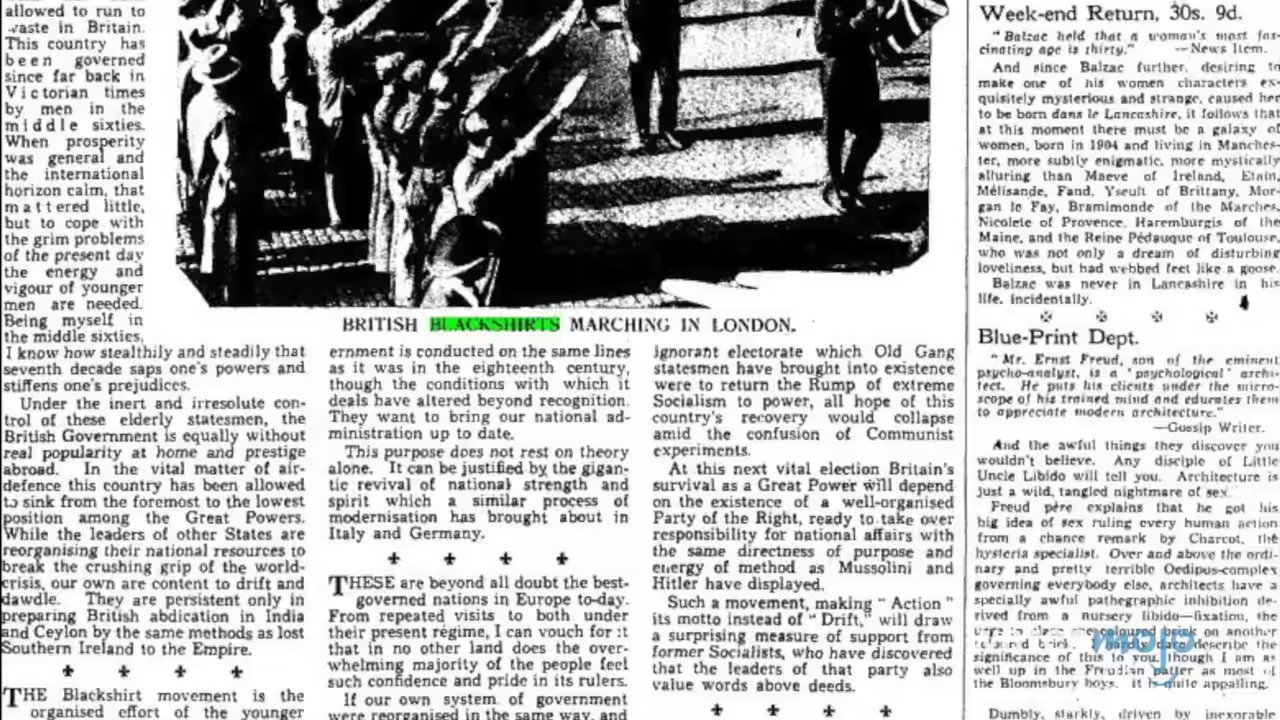 allowed to run to
waste in Britain.
This country has
been governed
since far back in
Victorian times
by men in the
middle sixties.
When prosperity
was general and
the international
horizon calm, that
mattered little,
but to cope with
the grim problems
of the present day
the energy and
vigour of younger
men are needed.
Being myself in
the middle sixties,
I know how stealthily and steadily that
seventh decade saps one's powers and
stiffens one's prejudices.
Under the inert and irresolute con-
trol of these elderly statesmen, the
British Government is equally without
real popularity at home and prestige
abroad. In the vital matter of air-
defence this country has been allowed
to sink from the foremost to the lowest
position among the Great Powers.
While the leaders of other States are
reorganising their national resources to
break the crushing grip of the world-
crisis, our own are content to drift and
dawdle. They are persistent only in
preparing British abdication in India
and Ceylon by the same methods as lost
Southern Ireland to the Empire.
THE Blackshirt movement is the
organised effort of the younger
BRITISH BLACKSHIRTS MARCHING IN LONDON.
ernment is conducted on the same lines
as it was in the eighteenth century,
though the conditions with which it
deals have altered beyond recognition.
They want to bring our national ad-
ministration up to date.
This purpose does not rest on theory
alone. It can be justified by the gigan-
tic revival of national strength and
spirit which a similar process of
modernisation has brought about in
Italy and Germany.
THESE are beyond all doubt the best-
governed nations in Europe to-day.
From repeated visits to both under
their present régime, I can vouch for it
that in no other land does the over-
whelming majority of the people feel
such confidence and pride in its rulers.
If our own system of government
were reorganised in the same way, and
ignorant electorate which Old Gang
statesmen have brought into existence
were to return the Rump of extreme
Socialism to power, all hope of this
country's recovery would collapse
amid the confusion of Communist
experiments.
At this next vital election Britain's
survival as a Great Power will depend
on the existence of a well-organised
Party of the Right, ready to take over
responsibility for national affairs with
the same directness of purpose and
energy of method as Mussolini and
Hitler have displayed.
Such a movement, making "Action"
its motto instead of "Drift," will draw
a surprising measure of support from
former Socialists, who have discovered
that the leaders of that party also
value words above deeds.
Week-end Return, 30s. 9d.
"Balzac held that a woman's most fas-
cinating age is thirty." —News Item.
And since Balzac further, desiring to
make one of his women characters ex-
quisitely mysterious and strange, caused her
to be born dans le Lancashire, it follows that
at this moment there must be a galaxy of
women, born in 1904 and living in Manches-
ter, more subtly enigmatic, more mystically
alluring than Maeve of Ireland, Etain,
Mélisande, Fand, Yseult of Brittany, Mor-
gan le Fay, Bramimonde of the Marches,
Nicolete of Provence, Haremburgis of the
Maine, and the Reine Pédauque of Toulouse,
who was not only a dream of disturbing
loveliness, but had webbed feet like a goose.
Balzac was never in Lancashire in his
life, incidentally.
Blue-Print Dept.
"Mr. Ernst Freud, son of the eminent
psycho-analyst, is a 'psychological' archi-
tect. He puts his clients under the micro-
scope of his trained mind and educates them
to appreciate modern architecture."
—Gossip Writer.
And the awful things they discover you
wouldn't believe. Any disciple of Little
Uncle Libido will tell you. Architecture is
just a wild, tangled nightmare of sex.
Freud père explains that he got his
big idea of sex ruling every human action
from a chance remark by Charcot, the
hysteria specialist. Over and above the ordi-
nary and pretty terrible Oedipus-complex
governing everybody else, architects have a
specially awful pathegraphic inhibition de-
rived from a nursery libido-fixation, the
urge to on another
describe the
significance of this to you, though I am as
well up in the Freudian as most of
the Bloomsbury boys. It is quite appalling.
Dumbly, starkly, driven by inexorable
mojo